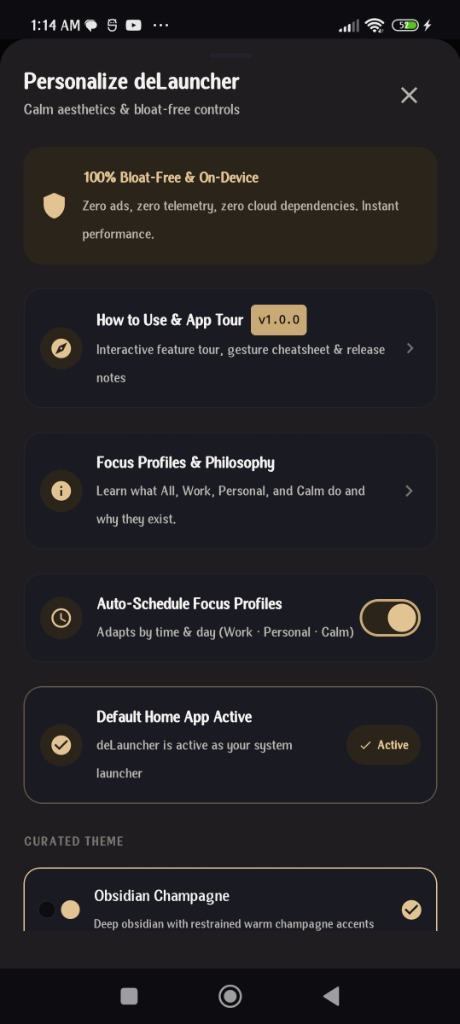 1:14 AM
52
Personalize deLauncher
Calm aesthetics & bloat-free controls
100% Bloat-Free & On-Device
Zero ads, zero telemetry, zero cloud dependencies. Instant
performance.
How to Use & App Tour v1.0.0
Interactive feature tour, gesture cheatsheet & release
notes
Focus Profiles & Philosophy
Learn what All, Work, Personal, and Calm do and
why they exist.
Auto-Schedule Focus Profiles
Adapts by time & day (Work · Personal · Calm)
Default Home App Active
deLauncher is active as your system
launcher
Active
CURATED THEME
Obsidian Champagne
Deep obsidian with restrained warm champagne accents